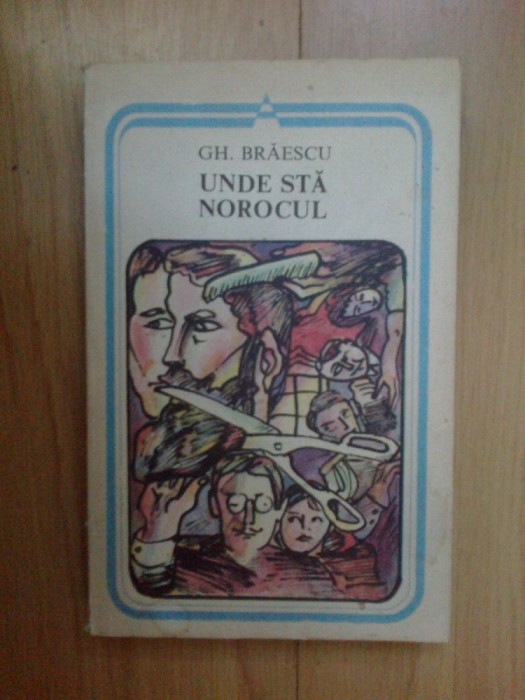 GH. BRĂESCU
UNDE STĂ
NOROCUL